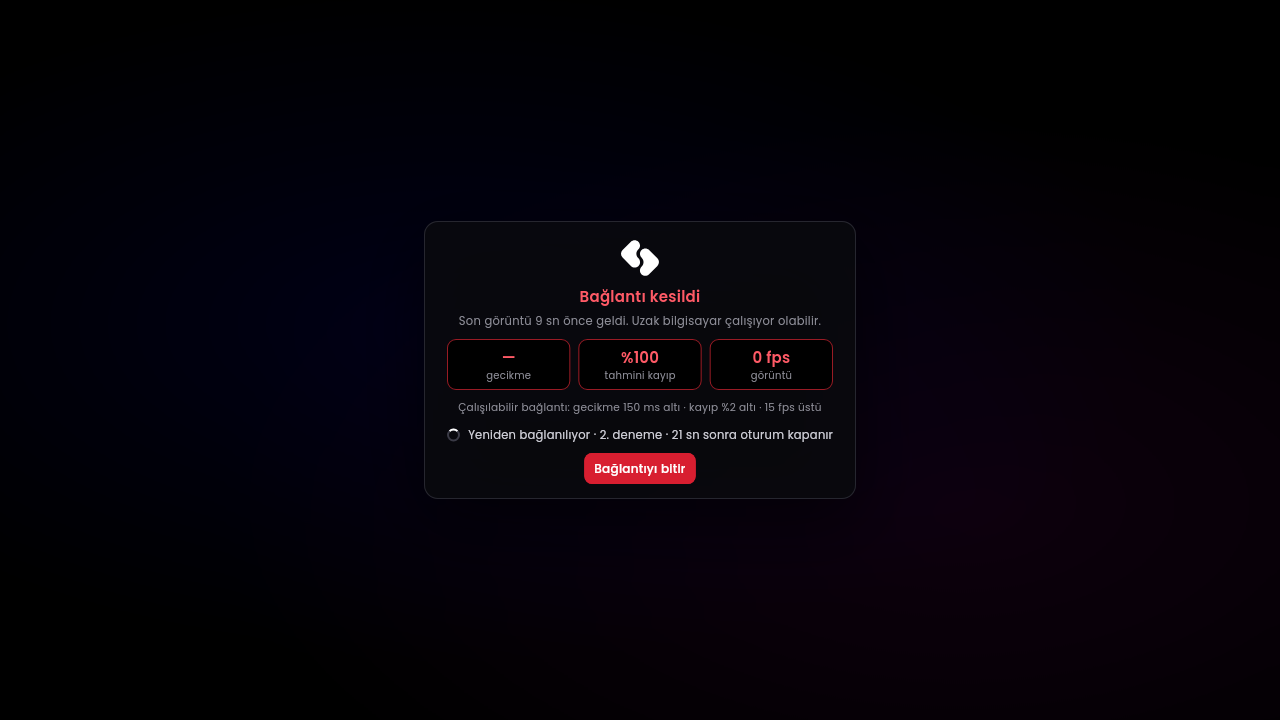 Bağlantı kesildi
Son görüntü 9 sn önce geldi. Uzak bilgisayar çalışıyor olabilir.
— %100 0 fps
gecikme tahmini kayıp görüntü
Çalışılabilir bağlantı: gecikme 150 ms altı · kayıp %2 altı · 15 fps üstü
Yeniden bağlanılıyor · 2. deneme · 21 sn sonra oturum kapanır
Bağlantıyı bitir